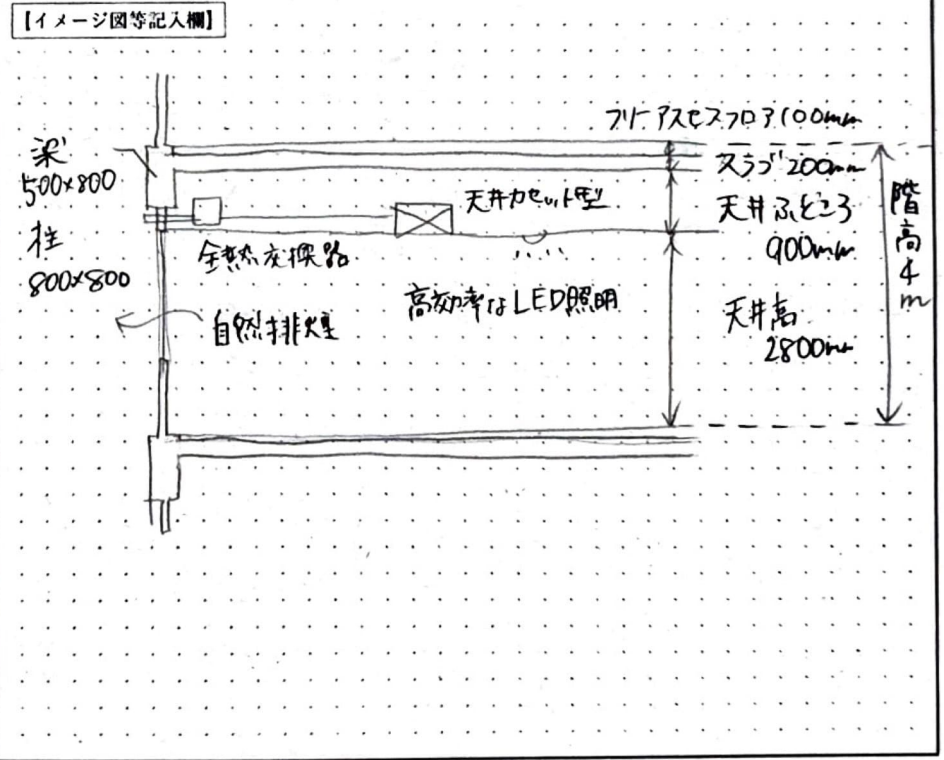 【イメージ図等記入欄】
フリーアスセスフロア100mm
梁
500×800
スラブ200mm
天井カセット型
天井ふところ
900mm
階高4m
柱
800×800
全熱交換路
高効率なLED照明
自然排煙
天井高
2800mm